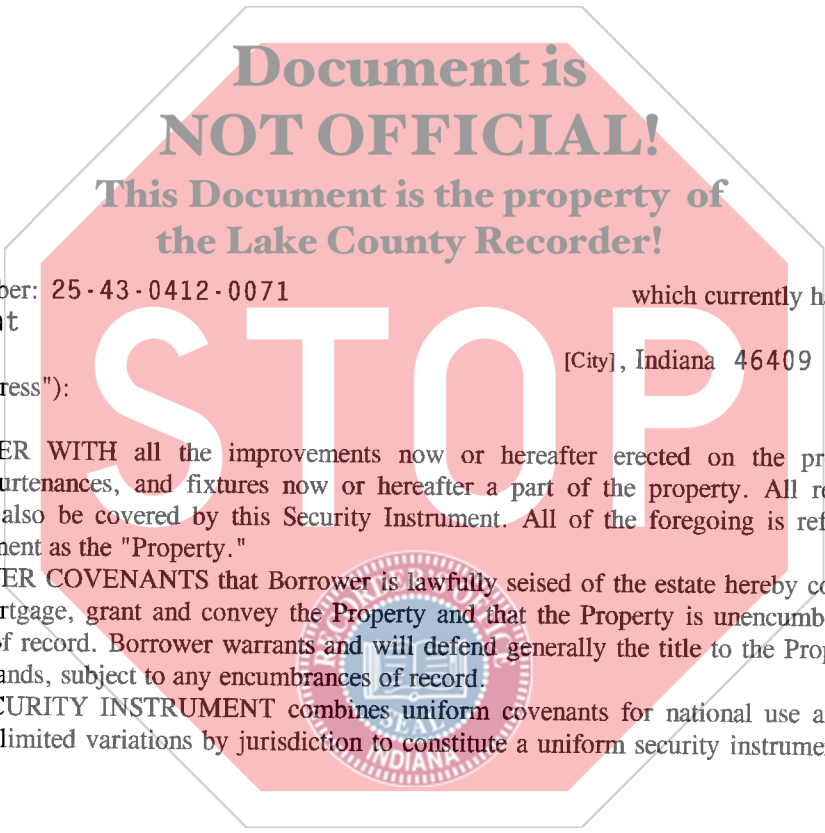 Document is
NOT OFFICIAL!
This Document is the property of
the Lake County Recorder!
ber: 25-43-0412-0071 which currently h
[City], Indiana 46409
ress"):
STOP
ER WITH all the improvements now or hereafter erected on the pr
urtenances, and fixtures now or hereafter a part of the property. All re
also be covered by this Security Instrument. All of the foregoing is ref
ment as the "Property."
ER COVENANTS that Borrower is lawfully seised of the estate hereby co
rtgage, grant and convey the Property and that the Property is unencumb
of record. Borrower warrants and will defend generally the title to the Prop
ands, subject to any encumbrances of record.
CURITY INSTRUMENT combines uniform covenants for national use a
limited variations by jurisdiction to constitute a uniform security instrume
SEAL
INDIANA